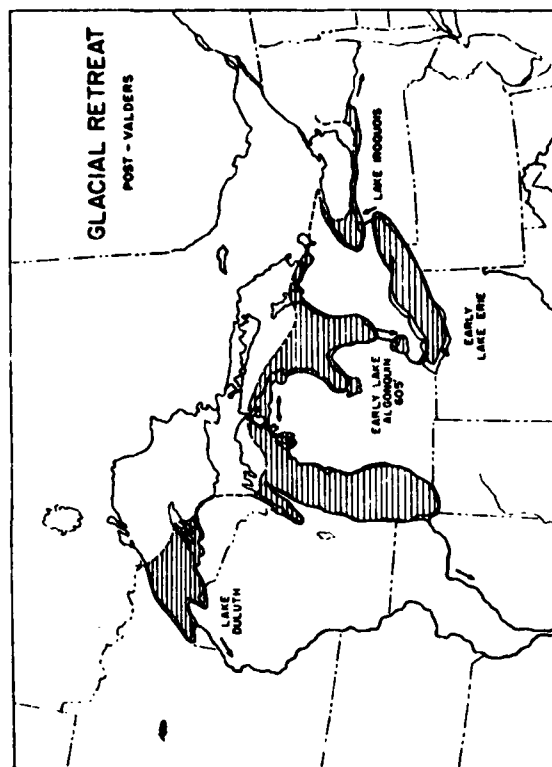 GLACIAL RETREAT
POST - VALDERS
LAKE
DULUTH
EARLY LAKE
ALGONQUIN
605'
EARLY
LAKE ERIE
LAKE IROQUOIS